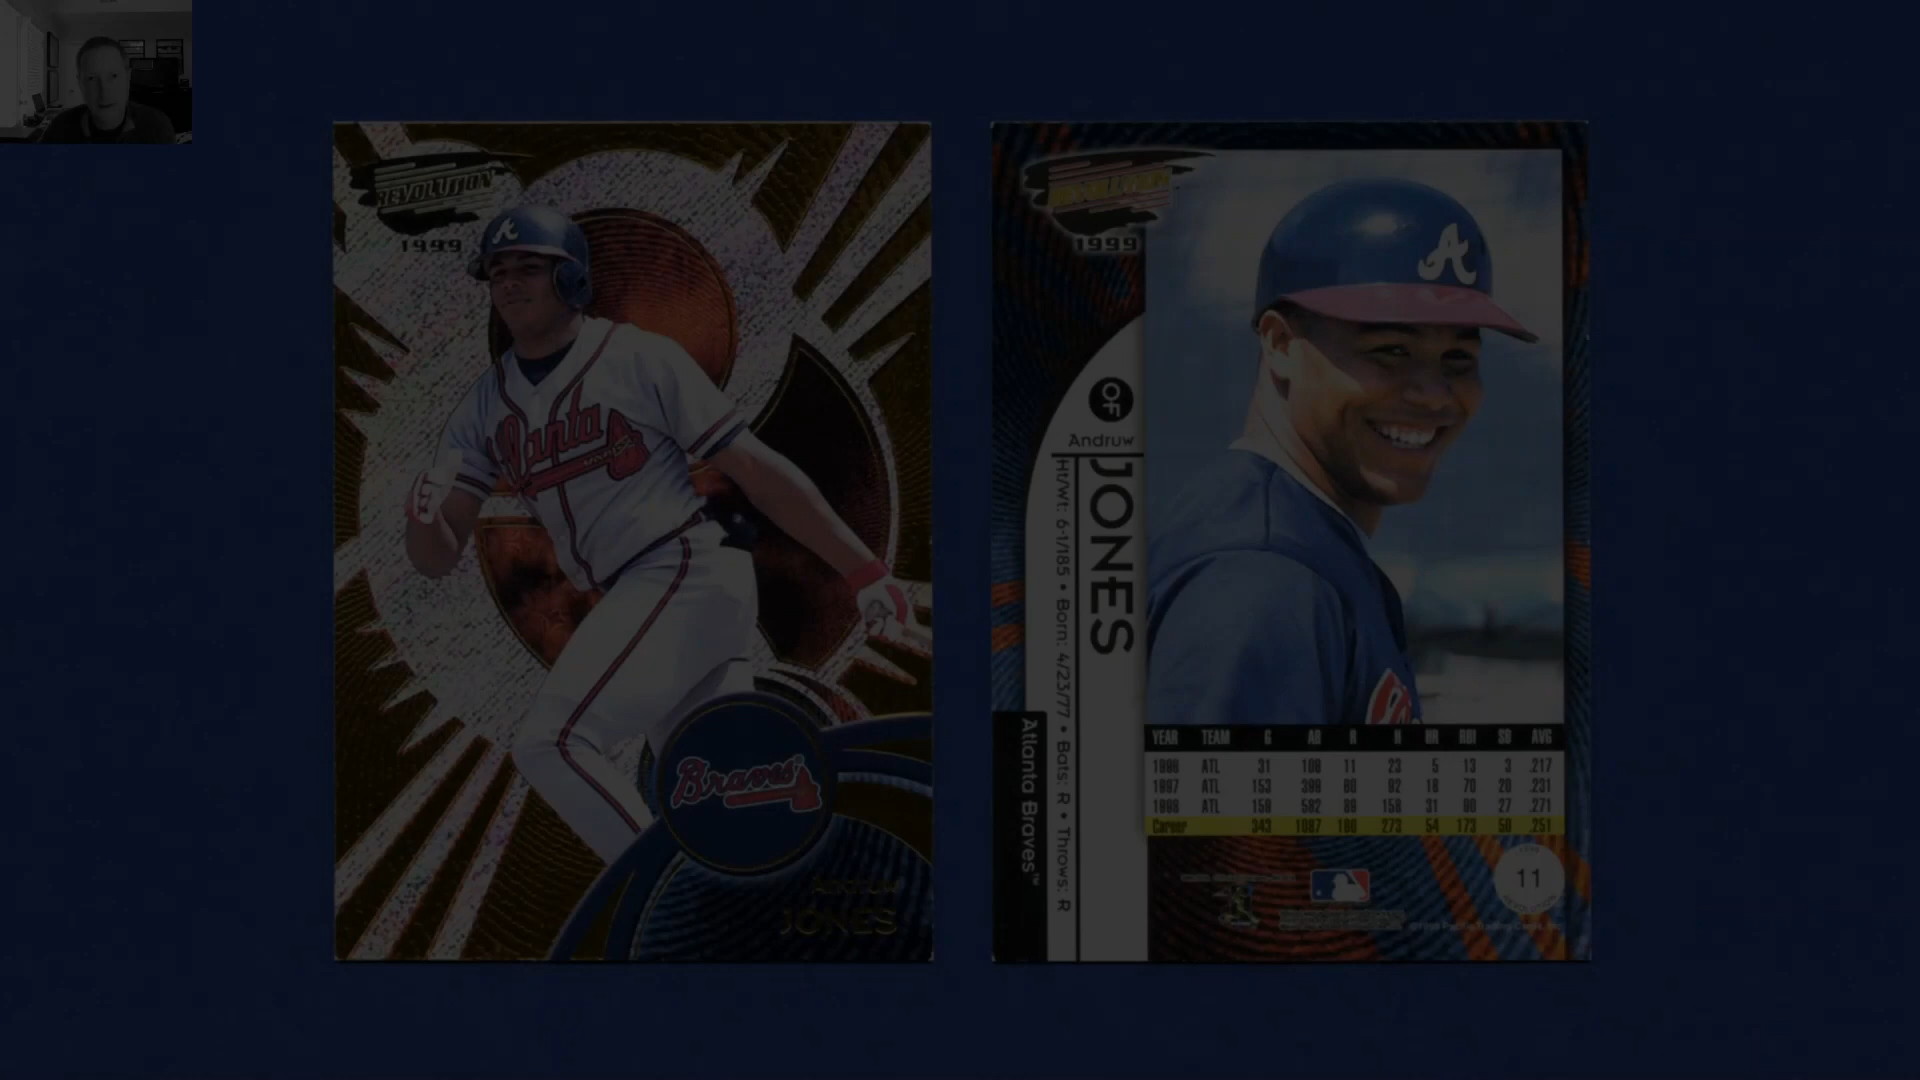 REVOLUTION
1999
Atlanta
Braves
Andruw
JONES
REVOLUTION
1999
OF
Andruw
JONES
Ht/Wt: 6-1/185 • Born: 4/23/77 • Bats: R • Throws: R
Atlanta Braves™
YEAR TEAM G AB R H HR RBI SB AVG
1996 ATL 31 106 11 23 5 13 3 .217
1997 ATL 153 399 60 92 18 70 20 .231
1998 ATL 159 582 89 158 31 90 27 .271
Career 343 1087 160 273 54 173 50 .251
11